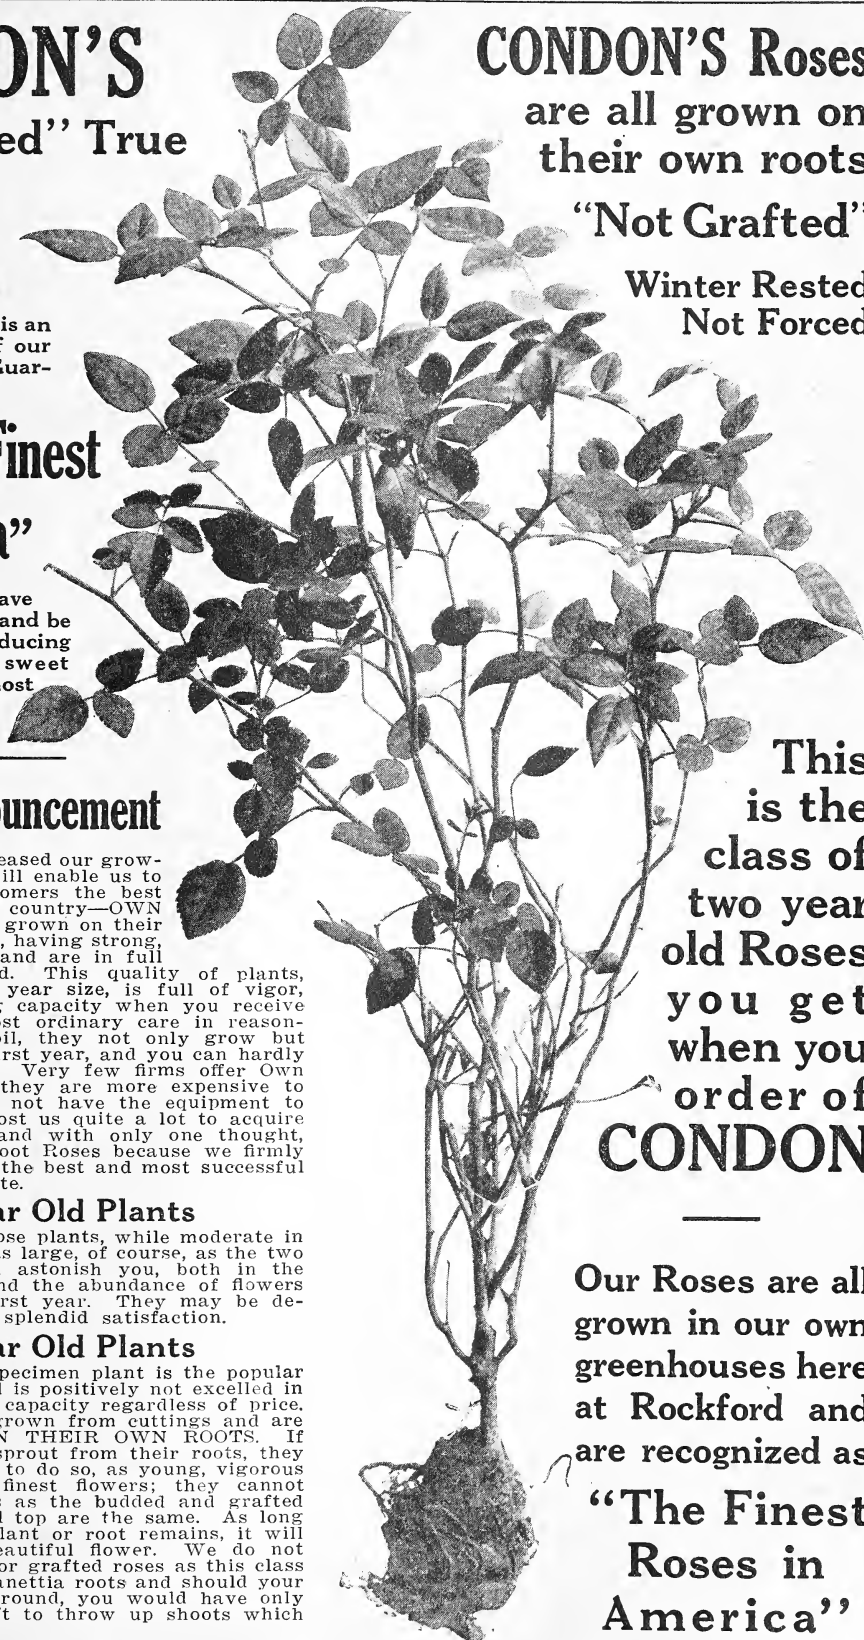 ON'S
ed" True
is an
f our
Guar-
Finest
a"
ave
and be
ducing
sweet
nost
ouncement
eased our grow-
ill enable us to
omers the best
country—OWN
grown on their
, having strong,
and are in full
d. This quality of plants,
year size, is full of vigor,
g capacity when you receive
st ordinary care in reason-
il, they not only grow but
rst year, and you can hardly
Very few firms offer Own
they are more expensive to
not have the equipment to
ost us quite a lot to acquire
and with only one thought,
oot Roses because we firmly
the best and most successful
te.
ar Old Plants
ose plants, while moderate in
s large, of course, as the two
astonish you, both in the
nd the abundance of flowers
rst year. They may be de-
splendid satisfaction.
ar Old Plants
pecimen plant is the popular
d is positively not excelled in
capacity regardless of price.
grown from cuttings and are
N THEIR OWN ROOTS. If
sprout from their roots, they
to do so, as young, vigorous
finest flowers; they cannot
s as the budded and grafted
d top are the same. As long
lant or root remains, it will
eautiful flower. We do not
or grafted roses as this class
anettia roots and should your
round, you would have only
't to throw up shoots which
CONDON'S Roses
are all grown on
their own roots
"Not Grafted"
Winter Rested
Not Forced
This
is the
class of
two year
old Roses
you get
when you
order of
CONDON
Our Roses are all
grown in our own
greenhouses here
at Rockford and
are recognized as
"The Finest
Roses in
America"